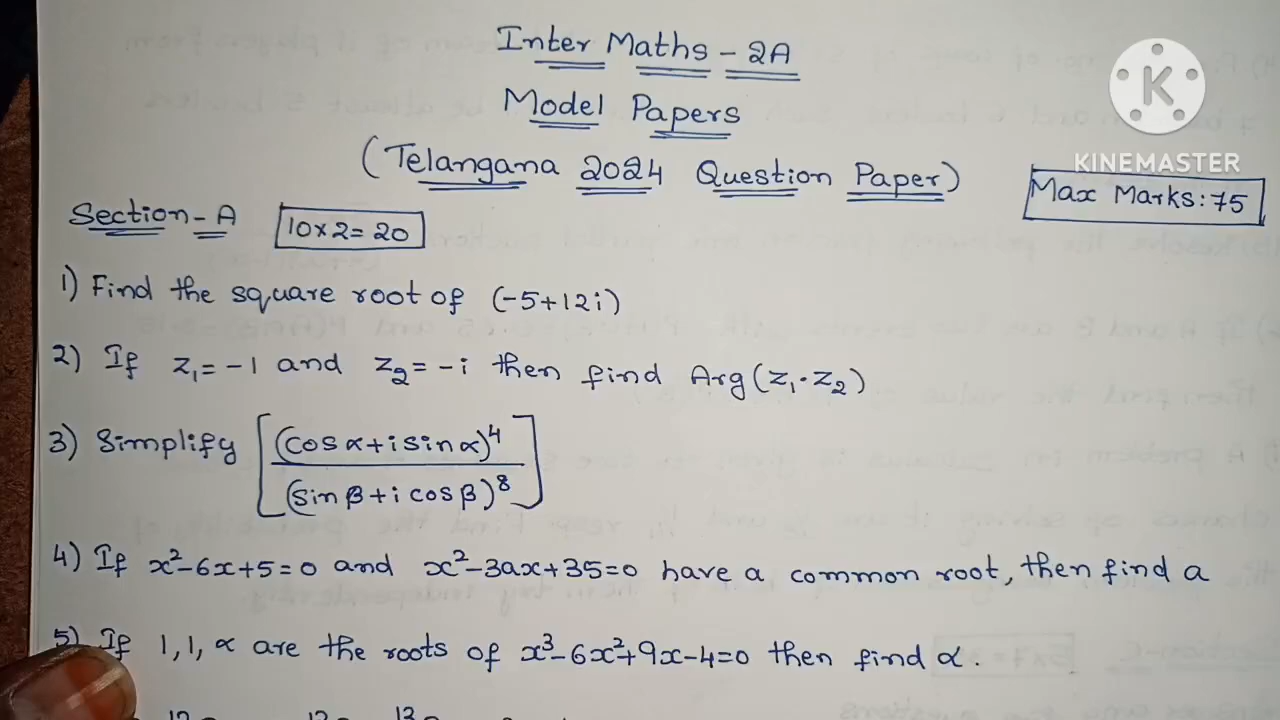 Inter Maths - 2A
Model Papers
(Telangana 2024 Question Paper)
K
KINEMASTER
Max Marks: 75
Section - A 10×2=20
1) Find the square root of (-5+12i)
2) If z₁ = -1 and z₂ = -i then find Arg(z₁·z₂)
3) Simplify [(cos α + i sin α)⁴ / (sin β + i cos β)⁸]
4) If x²-6x+5=0 and x²-3ax+35=0 have a common root, then find a
5) If 1, 1, α are the roots of x³-6x²+9x-4=0 then find α.